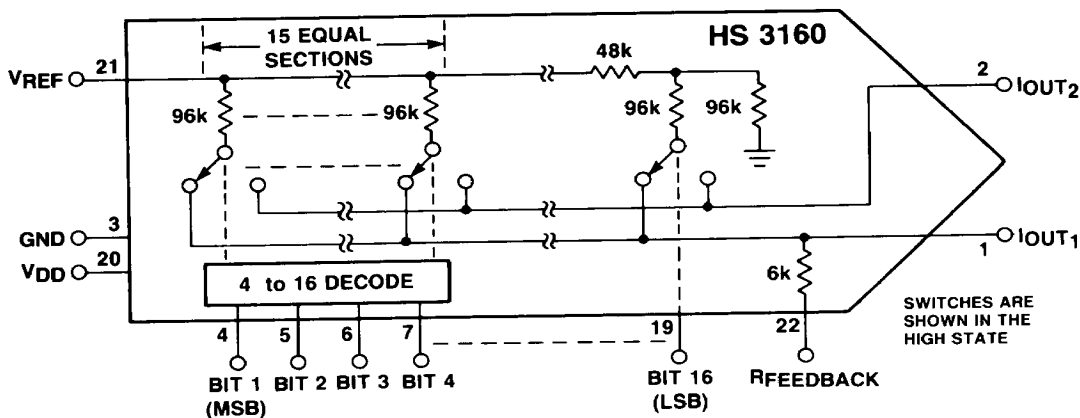 15 EQUAL
SECTIONS
HS 3160
VREF 21
48k
96k
96k
96k
96k
2 IOUT2
GND 3
VDD 20
4 to 16 DECODE
IOUT1
1
6k
4 5 6 7 19 22
SWITCHES ARE
SHOWN IN THE
HIGH STATE
BIT 1 BIT 2 BIT 3 BIT 4 BIT 16 RFEEDBACK
(MSB) (LSB)